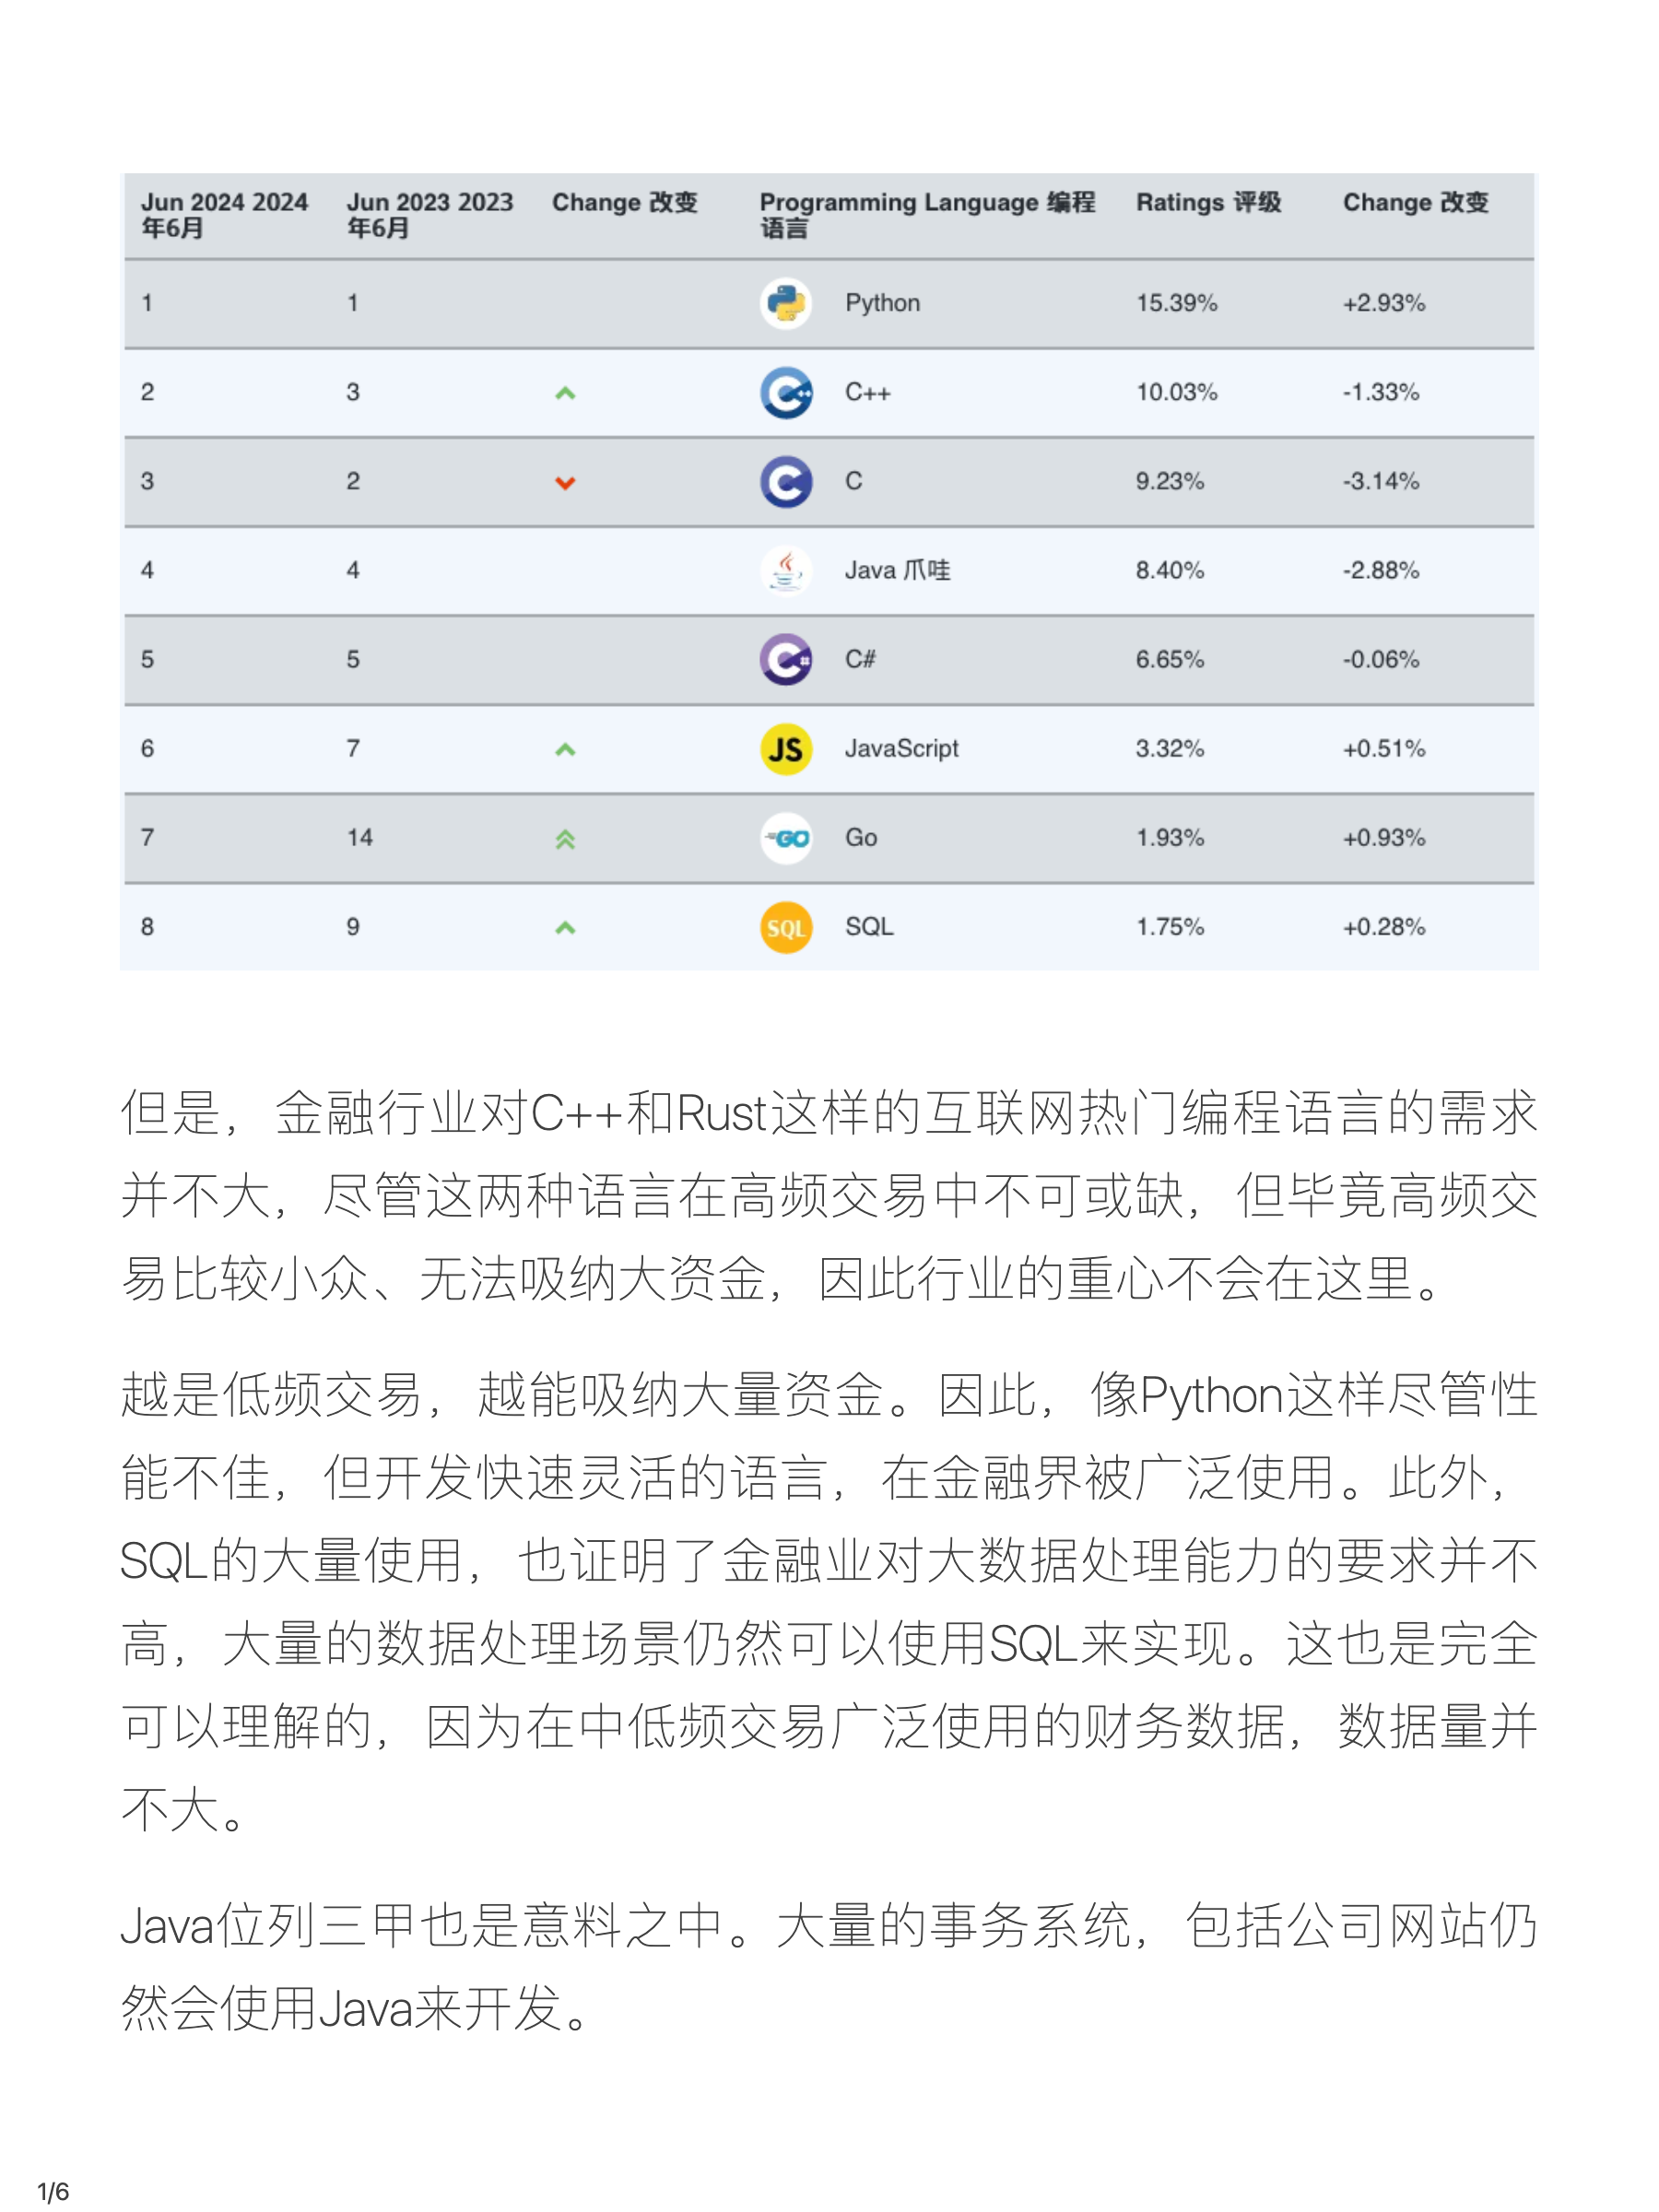 Jun 2024 2024年6月 Jun 2023 2023年6月 Change 改变 Programming Language 编程语言 Ratings 评级 Change 改变
1 1 Python 15.39% +2.93%
2 3 C++ 10.03% -1.33%
3 2 C 9.23% -3.14%
4 4 Java 爪哇 8.40% -2.88%
5 5 C# 6.65% -0.06%
6 7 JS JavaScript 3.32% +0.51%
7 14 GO Go 1.93% +0.93%
8 9 SQL SQL 1.75% +0.28%
但是，金融行业对C++和Rust这样的互联网热门编程语言的需求
并不大，尽管这两种语言在高频交易中不可或缺，但毕竟高频交
易比较小众、无法吸纳大资金，因此行业的重心不会在这里。
越是低频交易，越能吸纳大量资金。因此，像Python这样尽管性
能不佳，但开发快速灵活的语言，在金融界被广泛使用。此外，
SQL的大量使用，也证明了金融业对大数据处理能力的要求并不
高，大量的数据处理场景仍然可以使用SQL来实现。这也是完全
可以理解的，因为在中低频交易广泛使用的财务数据，数据量并
不大。
Java位列三甲也是意料之中。大量的事务系统，包括公司网站仍
然会使用Java来开发。
1/6